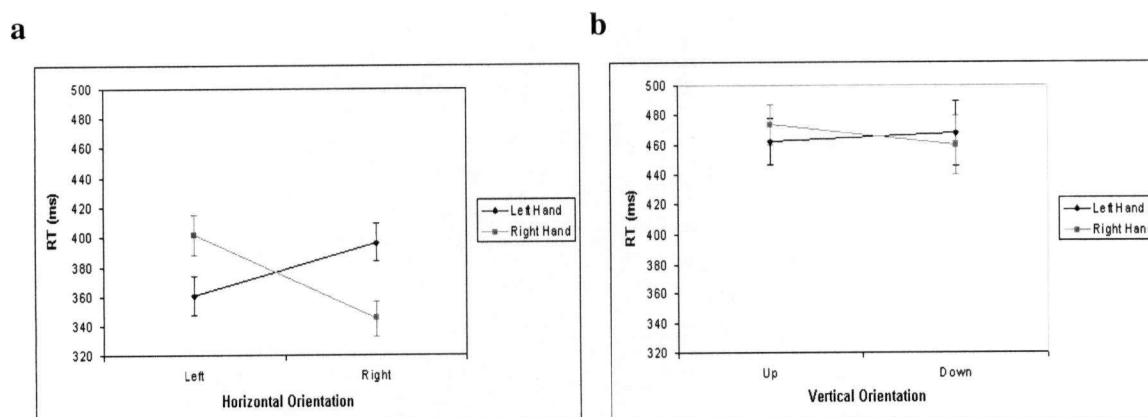 a
b
500
480
460
440
420
400
380
360
340
320
RT (ms)
Left
Right
Horizontal Orientation
Left Hand
Right Hand
500
480
460
440
420
400
380
360
340
320
RT (ms)
Up
Down
Vertical Orientation
Left Hand
Right Han